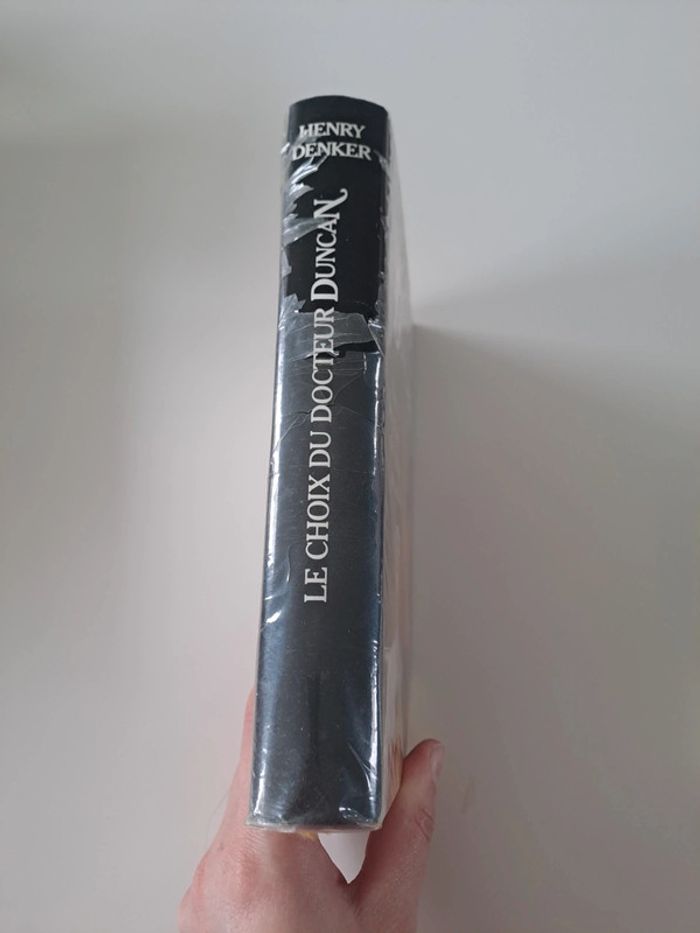 HENRY
DENKER
LE CHOIX DU DOCTEUR DUNCAN